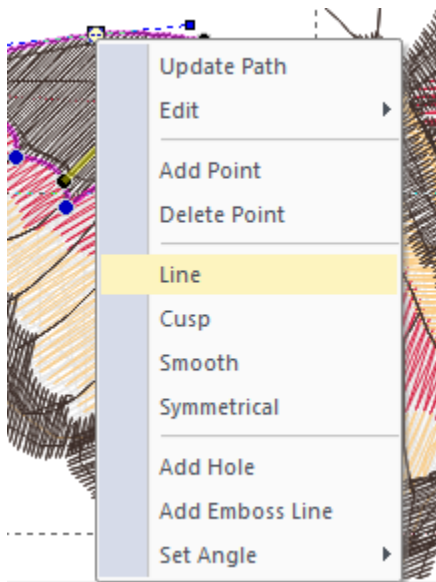 Update Path
Edit
Add Point
Delete Point
Line
Cusp
Smooth
Symmetrical
Add Hole
Add Emboss Line
Set Angle